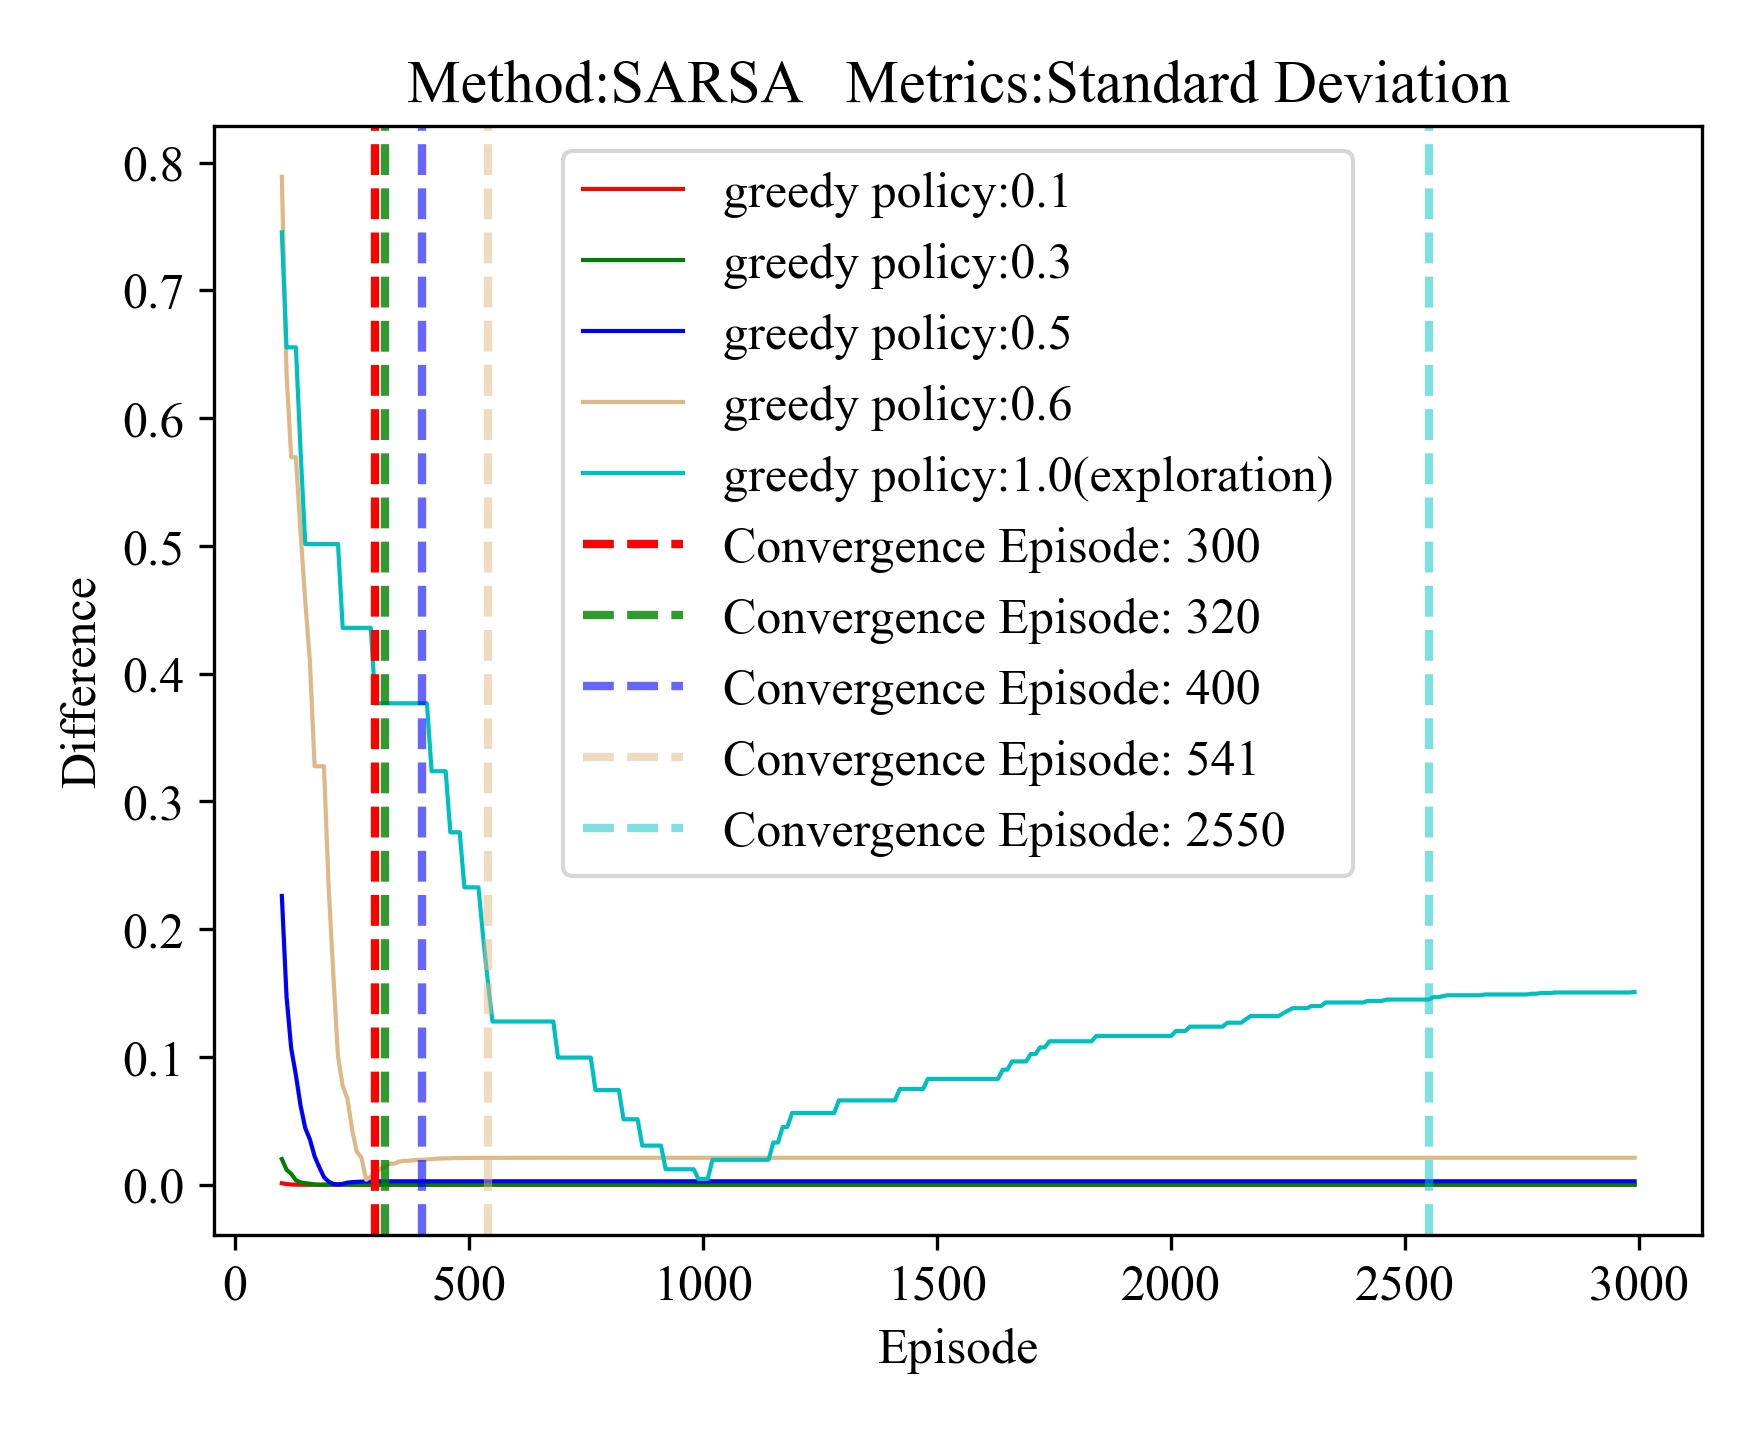 Method:SARSA   Metrics:Standard Deviation
0.8
0.7
0.6
0.5
0.4
0.3
0.2
0.1
0.0
Difference
greedy policy:0.1
greedy policy:0.3
greedy policy:0.5
greedy policy:0.6
greedy policy:1.0(exploration)
Convergence Episode: 300
Convergence Episode: 320
Convergence Episode: 400
Convergence Episode: 541
Convergence Episode: 2550
0 500 1000 1500 2000 2500 3000
Episode